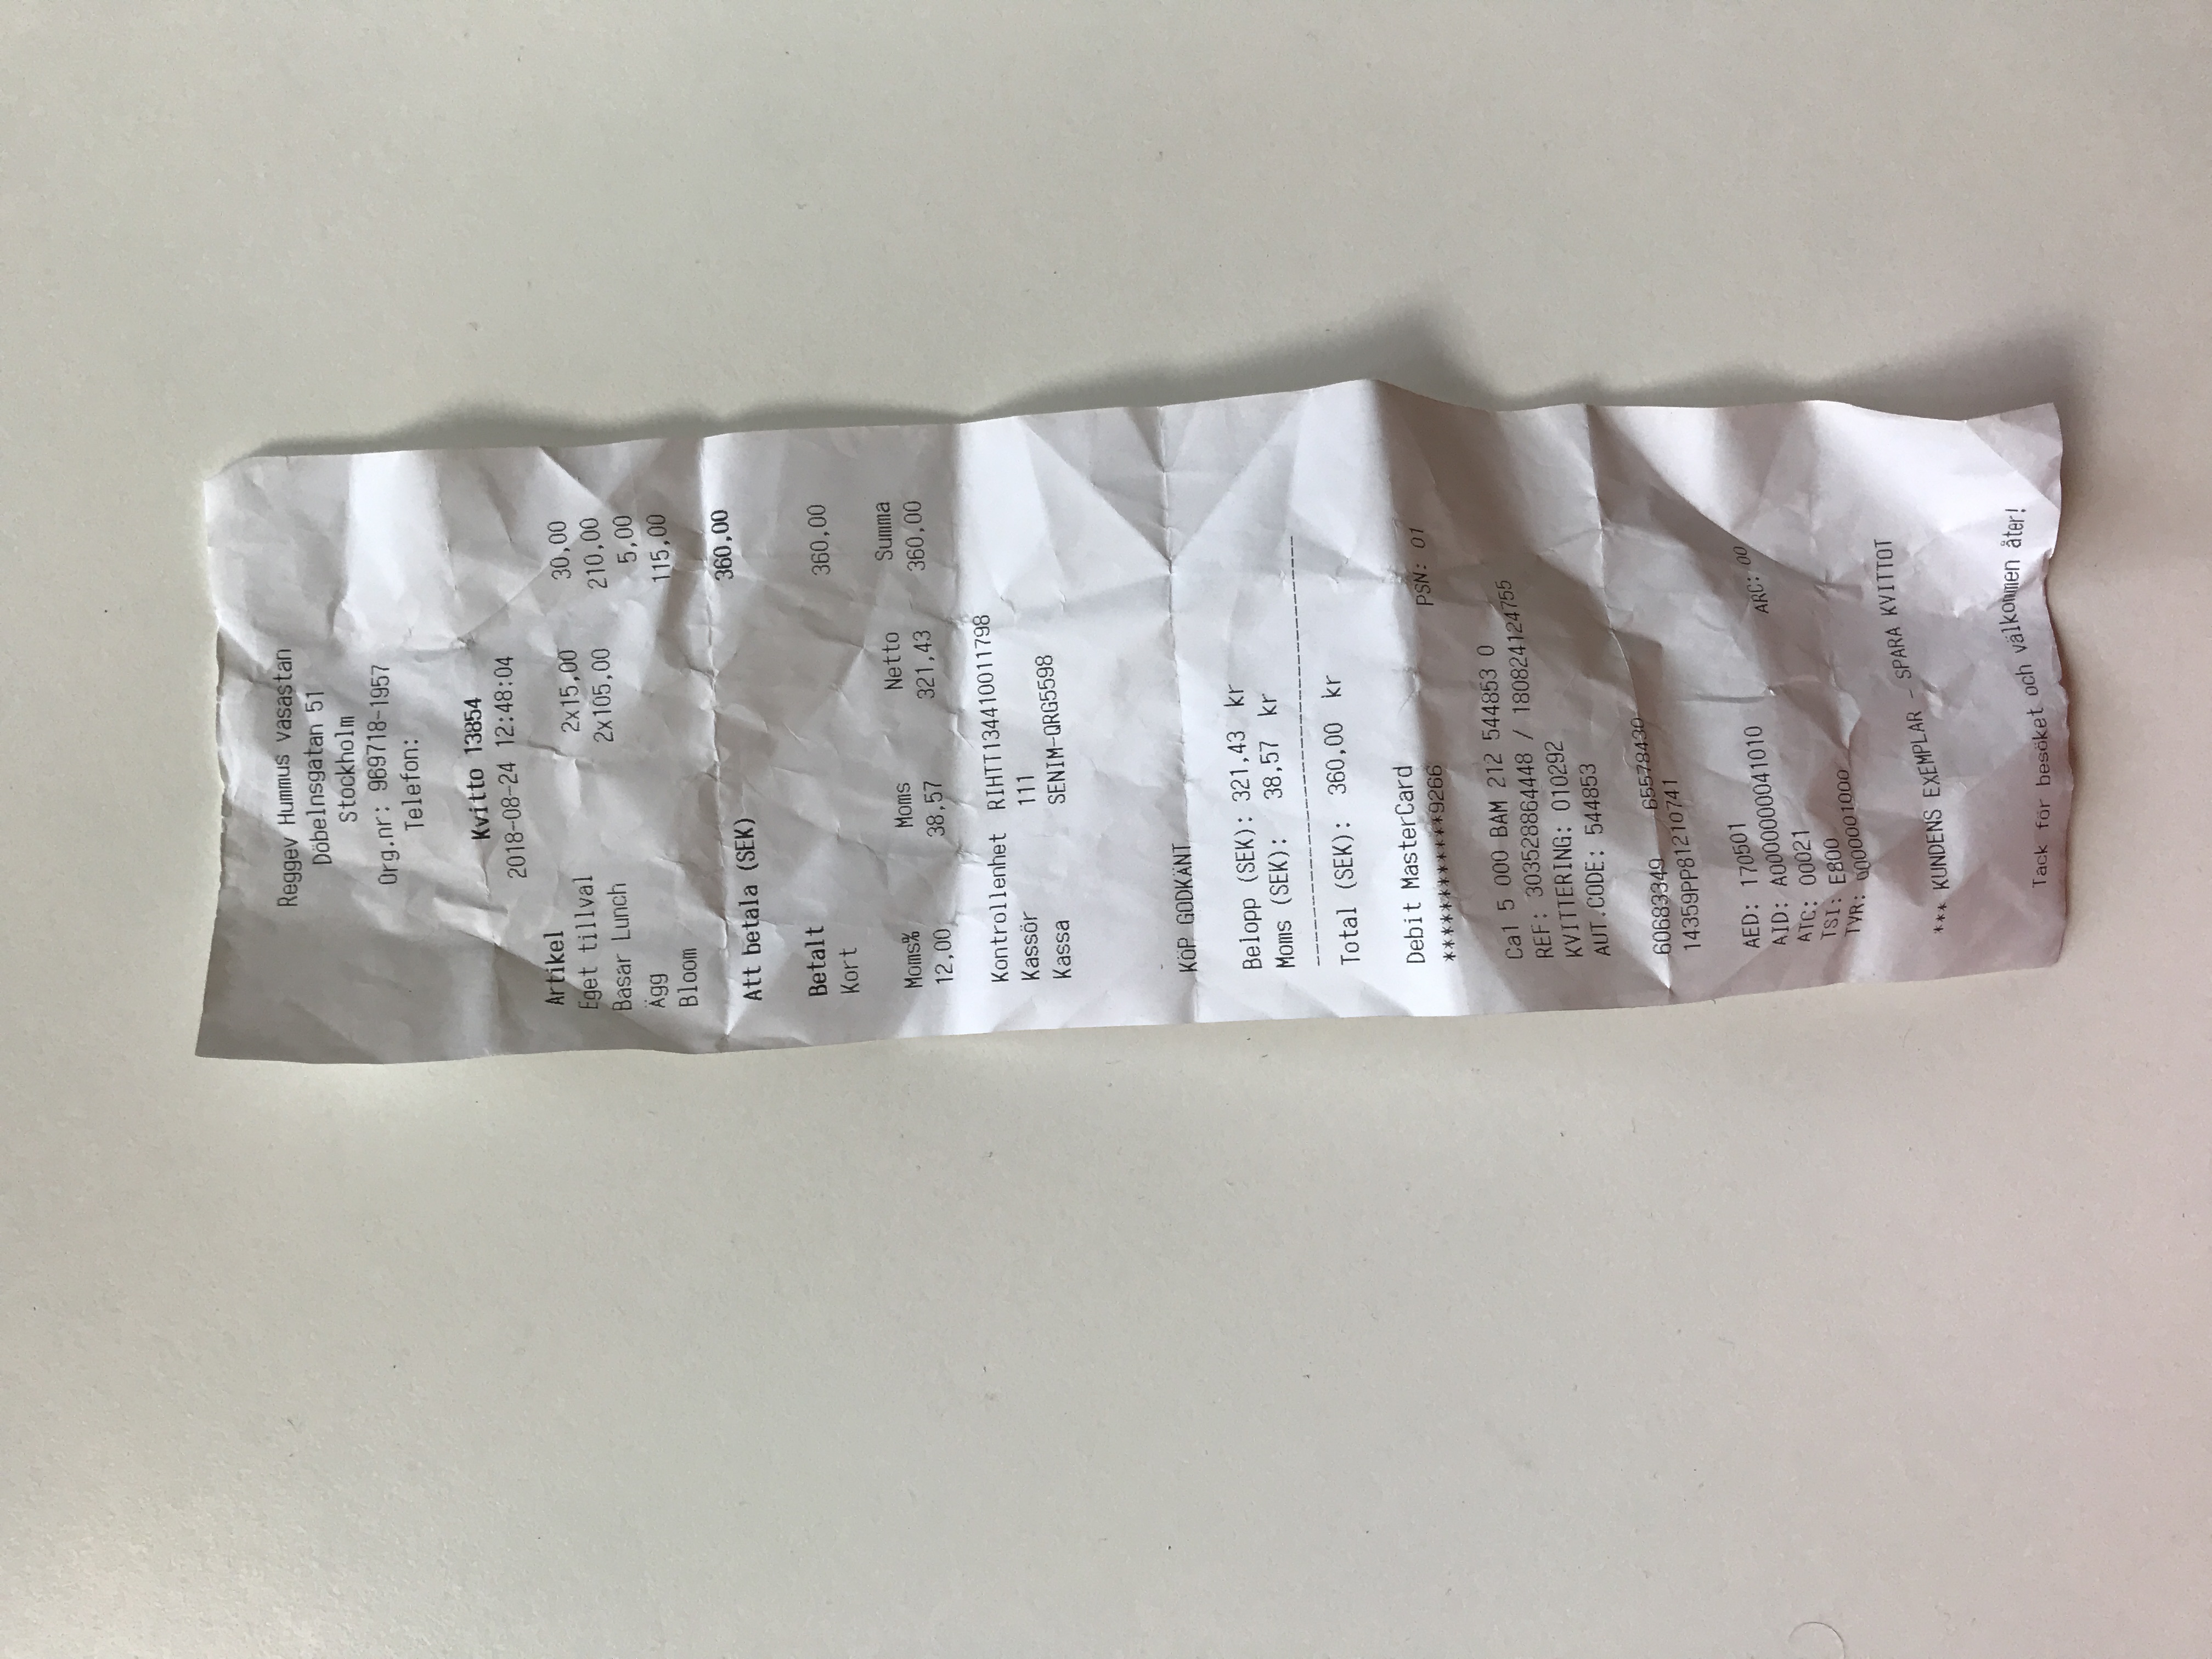 Reggev Hummus vasastan
Döbelnsgatan 51
Stockholm
Org.nr: 969718-1957
Telefon:
Kvitto 13854
2018-08-24 12:48:04
Artikel
Eget tillval 2x15,00 30,00
Basar Lunch 2x105,00 210,00
Ägg 5,00
Bloom 115,00
Att betala (SEK) 360,00
Betalt
Kort 360,00
Moms% Moms Netto Summa
12,00 38,57 321,43 360,00
Kontrollenhet RIHTT134410011798
Kassör 111
Kassa SENIM-QRG5598
KöP GODKÄNT
Belopp (SEK): 321,43 kr
Moms (SEK): 38,57 kr
-----------------------------------
Total (SEK): 360,00 kr
Debit MasterCard
************9266 PSN: 01
Ca1 5 000 BAM 212 544853 0
REF: 303528864448 / 180824124755
KVITTERING: 010292
AUT.CODE: 544853
60683349 65578430
14359PP81210741
AED: 170501
AID: A0000000041010 ARC: 00
ATC: 00021
TSI: E800
TVR: 0000001000
*** KUNDENS EXEMPLAR - SPARA KVITTOT
Tack för besöket och välkommen åter!